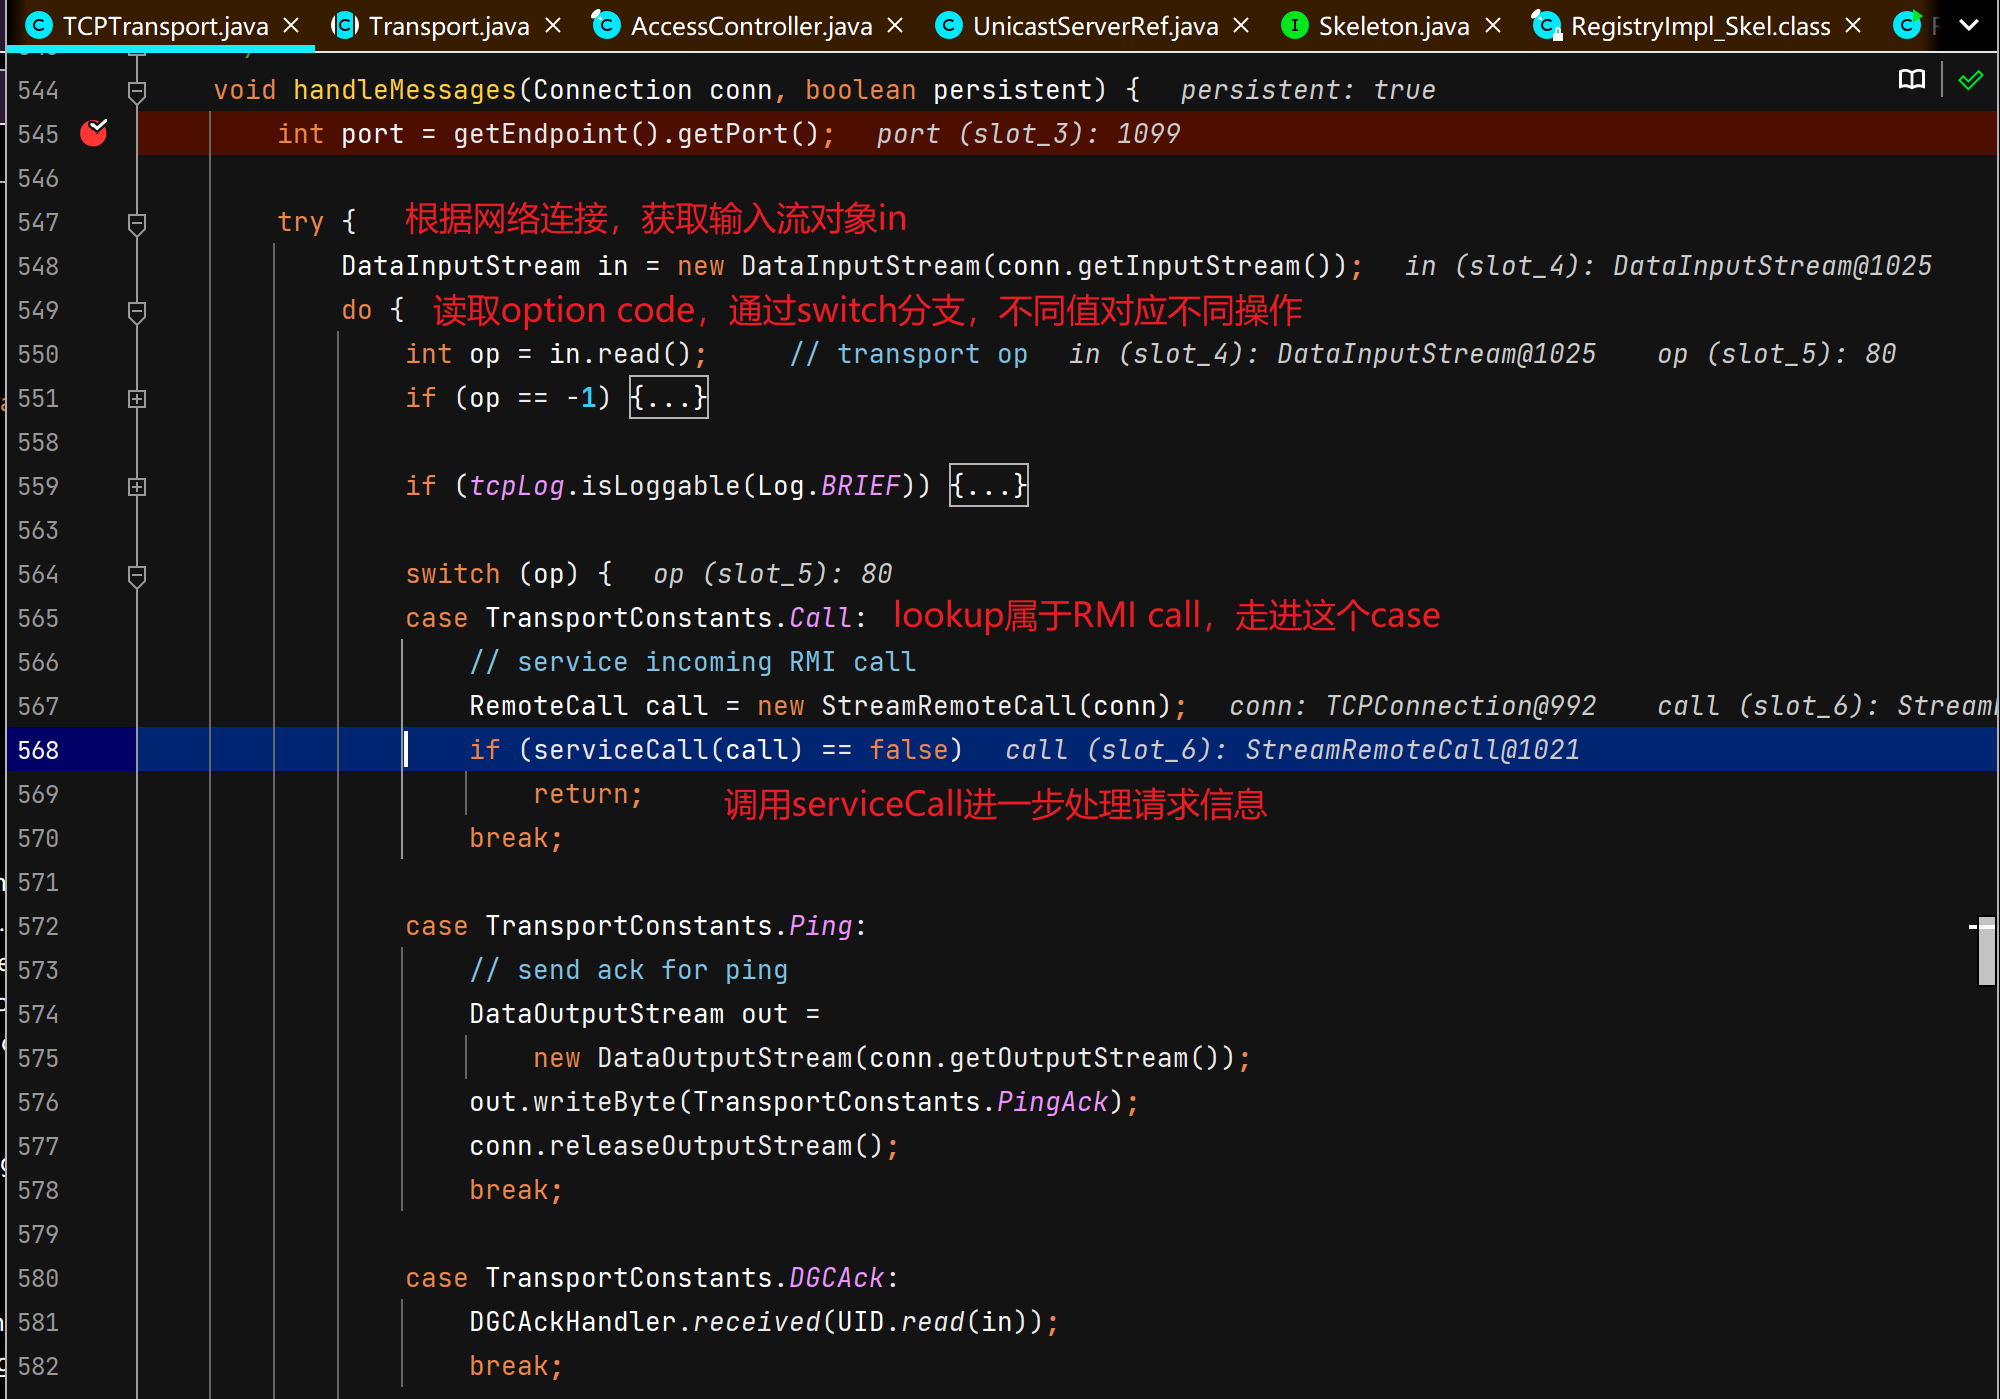 TCPTransport.java Transport.java AccessController.java UnicastServerRef.java Skeleton.java RegistryImpl_Skel.class
544 void handleMessages(Connection conn, boolean persistent) { persistent: true
545 int port = getEndpoint().getPort(); port (slot_3): 1099
546
547 try { 根据网络连接，获取输入流对象in
548 DataInputStream in = new DataInputStream(conn.getInputStream()); in (slot_4): DataInputStream@1025
549 do { 读取option code，通过switch分支，不同值对应不同操作
550 int op = in.read(); // transport op in (slot_4): DataInputStream@1025 op (slot_5): 80
551 if (op == -1) {...}
558
559 if (tcpLog.isLoggable(Log.BRIEF)) {...}
563
564 switch (op) { op (slot_5): 80
565 case TransportConstants.Call: lookup属于RMI call，走进这个case
566 // service incoming RMI call
567 RemoteCall call = new StreamRemoteCall(conn); conn: TCPConnection@992 call (slot_6):
568 if (serviceCall(call) == false) call (slot_6): StreamRemoteCall@1021
569 return; 调用serviceCall进一步处理请求信息
570 break;
571
572 case TransportConstants.Ping:
573 // send ack for ping
574 DataOutputStream out =
575 new DataOutputStream(conn.getOutputStream());
576 out.writeByte(TransportConstants.PingAck);
577 conn.releaseOutputStream();
578 break;
579
580 case TransportConstants.DGCAck:
581 DGCAckHandler.received(UID.read(in));
582 break;